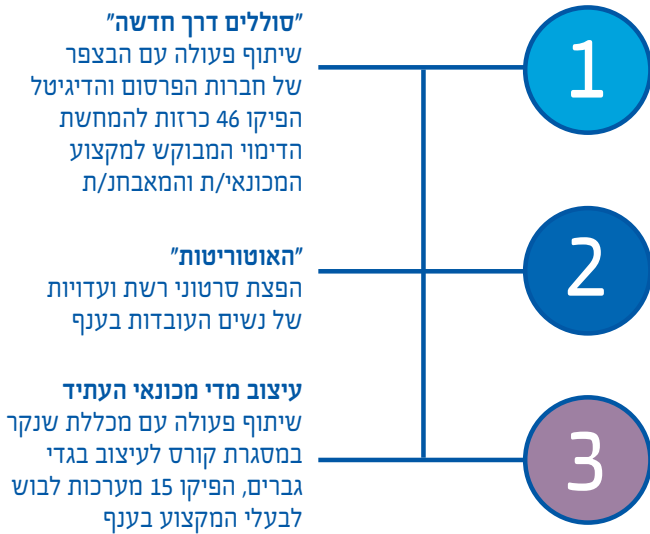 1
"סוללים דרך חדשה"
שיתוף פעולה עם הבצפר
של חברות הפרסום והדיגיטל
הפיקו 46 כרזות להמחשת
הדימוי המבוקש למקצוע
המכונאי/ת והמאבחנ/ת
2
"האוטוריטות"
הפצת סרטוני רשת ועדויות
של נשים העובדות בענף
3
עיצוב מדי מכונאי העתיד
שיתוף פעולה עם מכללת שנקר
במסגרת קורס לעיצוב בגדי
גברים, הפיקו 15 מערכות לבוש
לבעלי המקצוע בענף